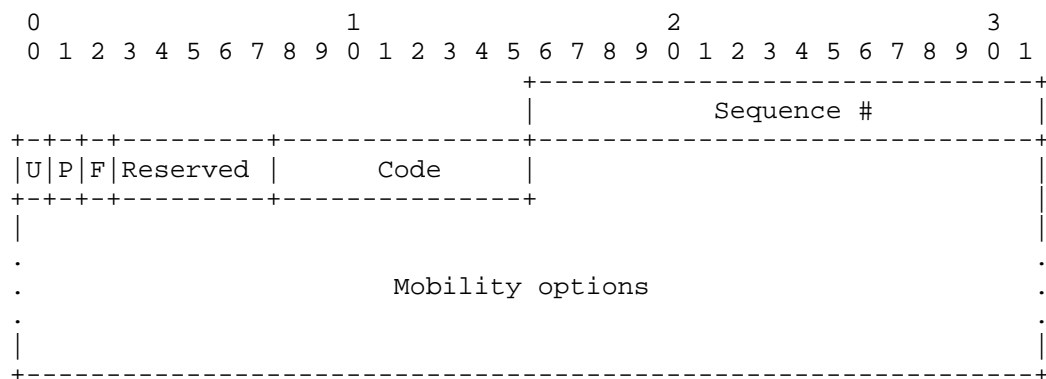 0                   1                   2                   3
0 1 2 3 4 5 6 7 8 9 0 1 2 3 4 5 6 7 8 9 0 1 2 3 4 5 6 7 8 9 0 1
+-------------------------------+
|           Sequence #          |
+-+-+-+---------+---------------+-------------------------------+
|U|P|F|Reserved |      Code     |                               |
+-+-+-+---------+---------------+                               |
|                                                               |
.                                                               .
.                       Mobility options                        .
.                                                               .
|                                                               |
+---------------------------------------------------------------+